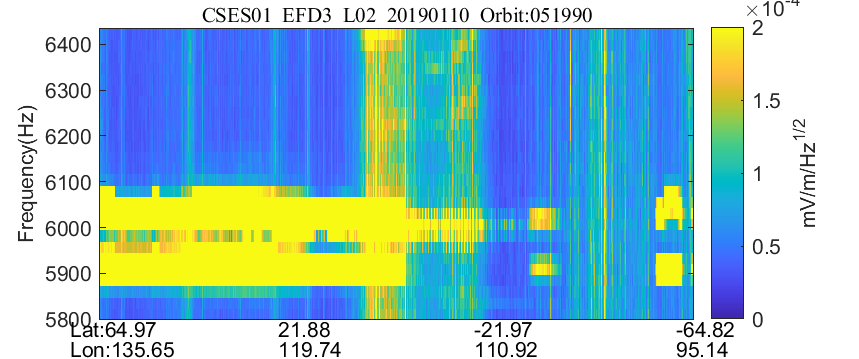 CSES01 EFD3 L02 20190110 Orbit:051990
×10⁻⁴
6400
6300
6200
6100
6000
5900
5800
Frequency(Hz)
2
1.5
1
0.5
0
mV/m/Hz^1/2
Lat:64.97 21.88 -21.97 -64.82
Lon:135.65 119.74 110.92 95.14